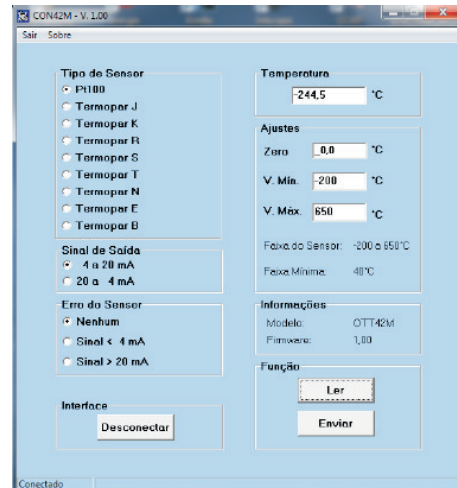 CON42M - V. 1.00
Sair Sobre
Tipo de Sensor
Pt100
Termopar J
Termopar K
Termopar R
Termopar S
Termopar T
Termopar N
Termopar E
Termopar B
Sinal de Saída
4 a 20 mA
20 a 4 mA
Erro do Sensor
Nenhum
Sinal < 4 mA
Sinal > 20 mA
Interface
Desconectar
Temperatura
-244,5 °C
Ajustes
Zero _0,0 °C
V. Mín. -200 °C
V. Máx. 650 °C
Faixa do Sensor: -200 a 650°C
Faixa Mínima: 40°C
Informações
Modelo: OTT42M
Firmware: 1,00
Função
Ler
Enviar
Conectado